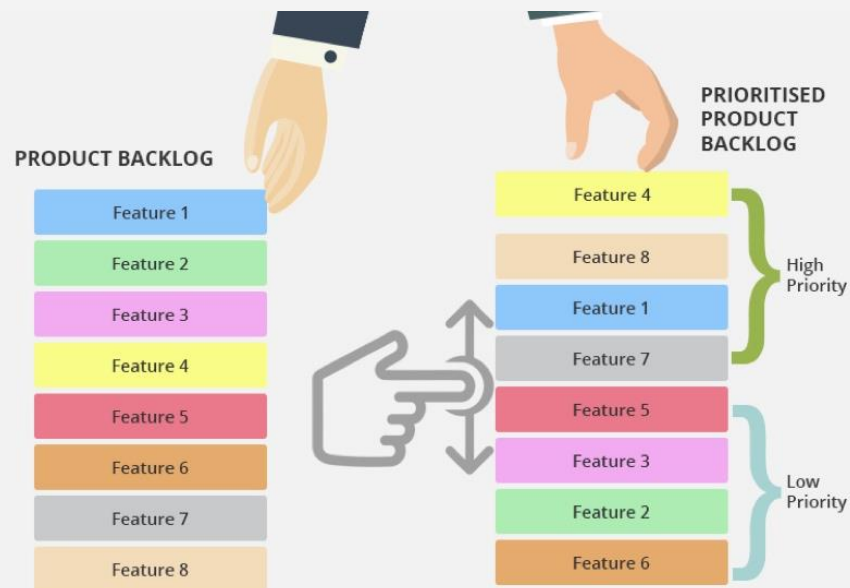 PRODUCT BACKLOG
Feature 1
Feature 2
Feature 3
Feature 4
Feature 5
Feature 6
Feature 7
Feature 8
PRIORITISED
PRODUCT
BACKLOG
Feature 4
Feature 8
Feature 1
Feature 7
High
Priority
Feature 5
Feature 3
Feature 2
Feature 6
Low
Priority